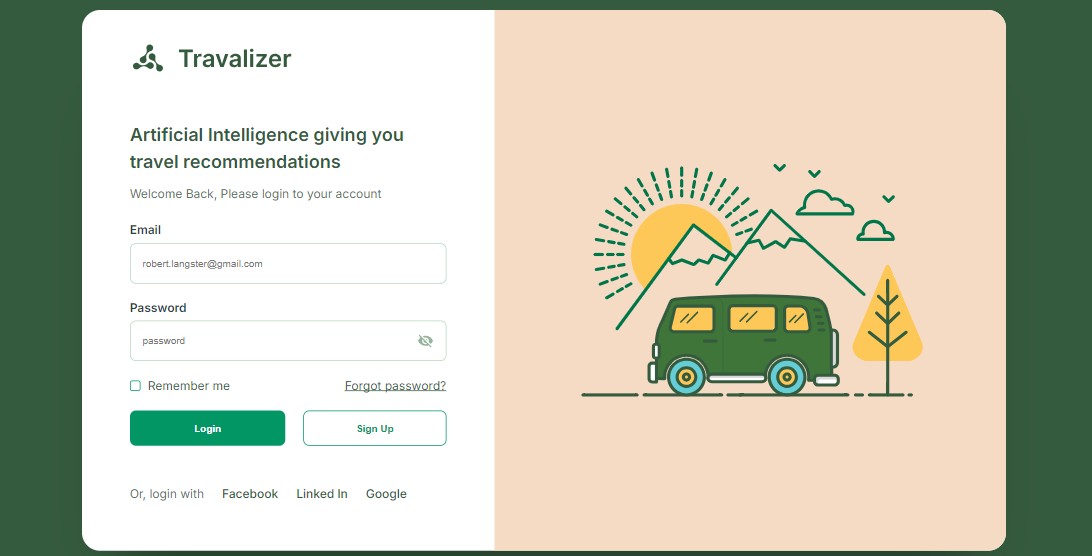 Travalizer
Artificial Intelligence giving you
travel recommendations
Welcome Back, Please login to your account
Email
robert.langster@gmail.com
Password
password
Remember me Forgot password?
Login Sign Up
Or, login with Facebook Linked In Google